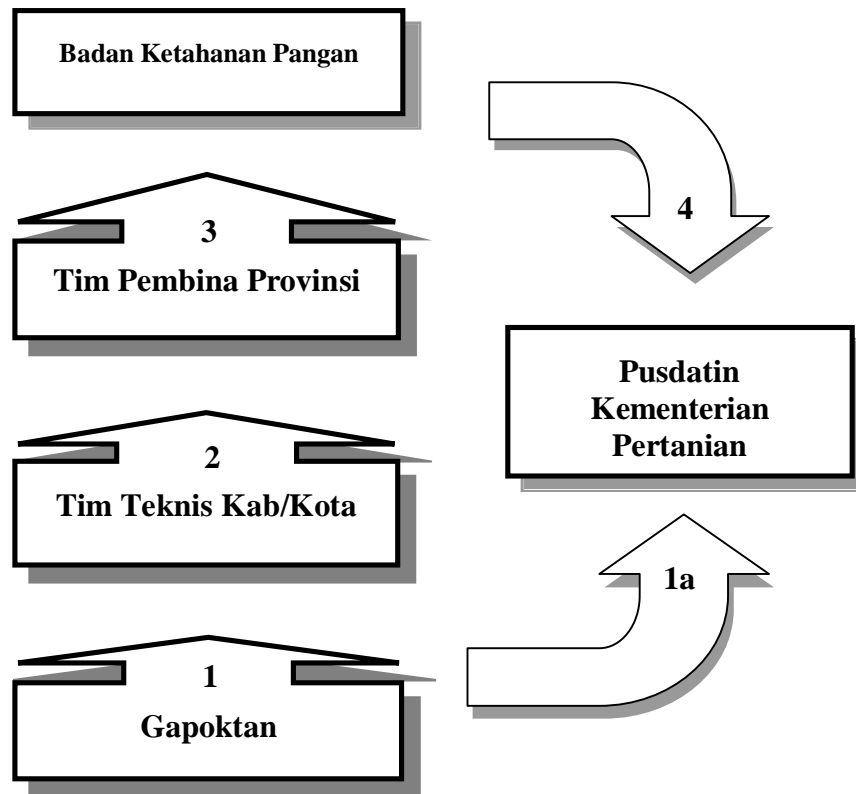 Badan Ketahanan Pangan
4
3
Tim Pembina Provinsi
Pusdatin
Kementerian
Pertanian
2
Tim Teknis Kab/Kota
1a
1
Gapoktan